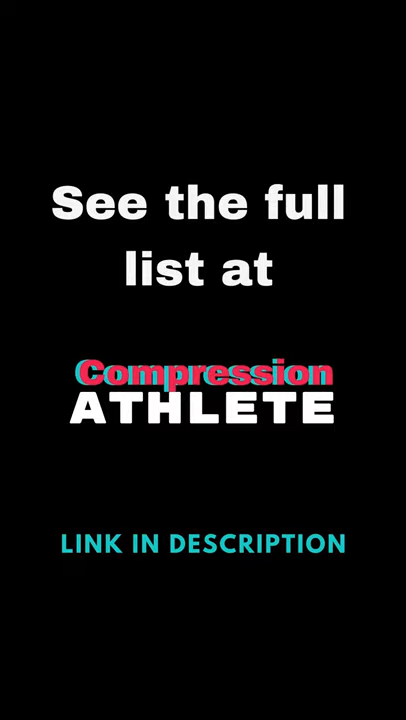 See the full
list at
Compression
ATHLETE
LINK IN DESCRIPTION